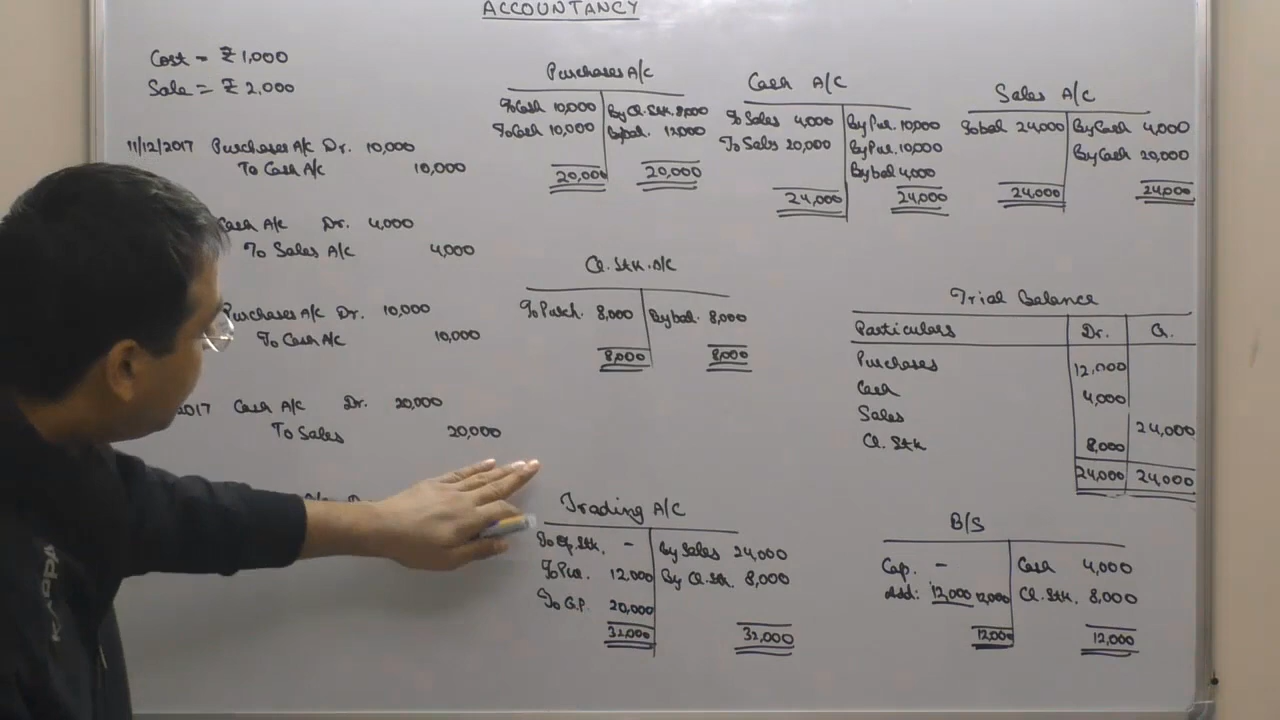 ACCOUNTANCY
Cost = ₹ 1,000
Sale = ₹ 2,000
11/12/2017 Purchases A/c Dr. 10,000
To Cash A/c 10,000
Cash A/c Dr. 4,000
To Sales A/c 4,000
Purchases A/c Dr. 10,000
To Cash A/c 10,000
2017 Cash A/c Dr. 20,000
To Sales 20,000
A/c Dr.
Purchases A/c
To Cash 10,000 By Cl. Stk. 8,000
To Cash 10,000 By bal. 12,000
20,000 20,000
Cash A/C
To Sales 4,000 By Pur. 10,000
To Sales 20,000 By Pur. 10,000
By bal 4,000
24,000 24,000
Sales A/c
To bal 24,000 By Cash 4,000
By Cash 20,000
24,000 24,000
Cl. Stk. A/c
To Purch. 8,000 By bal. 8,000
8,000 8,000
Trial Balance
Particulars Dr. Cr.
Purchases 12,000
Cash 4,000
Sales 24,000
Cl. Stk 8,000
24,000 24,000
Trading A/C
To Op. Stk. - By Sales 24,000
To Pur. 12,000 By Cl. Stk. 8,000
To G.P. 20,000
32,000 32,000
B/S
Cap. - Cash 4,000
Add: 12,000 12,000 Cl. Stk. 8,000
12,000 12,000
KAPPA